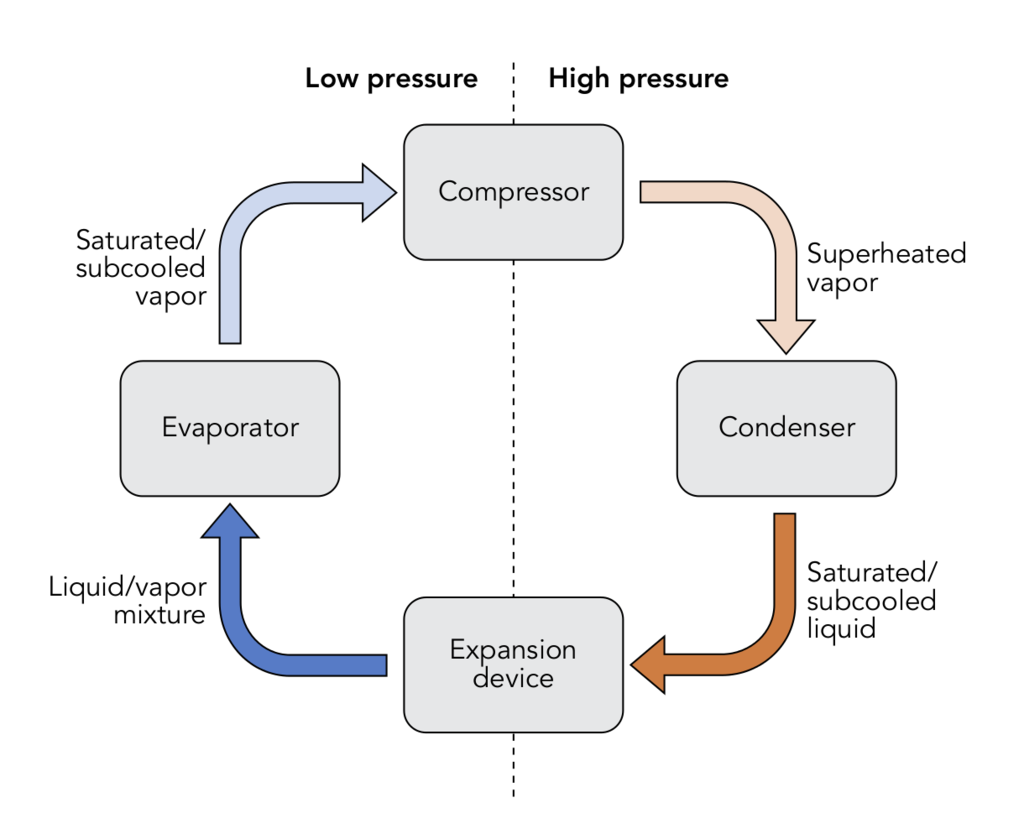 Low pressure
High pressure
Compressor
Saturated/
subcooled
vapor
Superheated
vapor
Evaporator
Condenser
Liquid/vapor
mixture
Saturated/
subcooled
liquid
Expansion
device